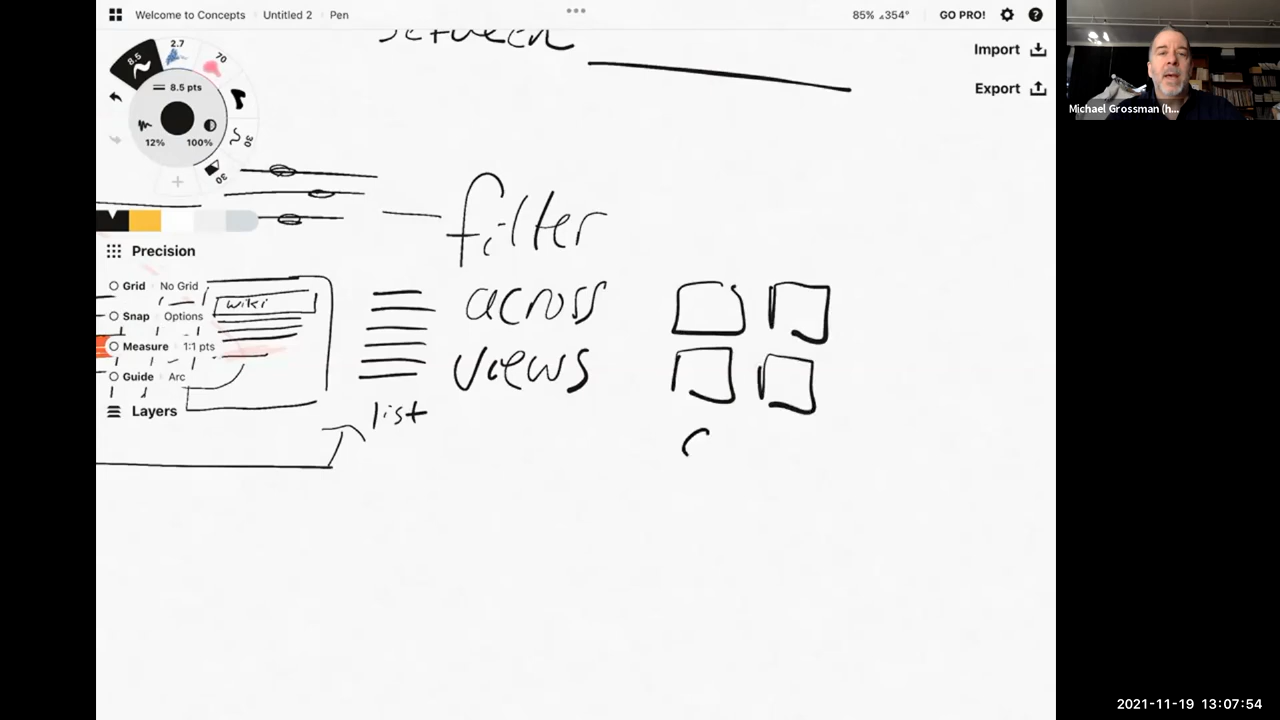 Welcome to Concepts Untitled 2 Pen
85% ⊿354° GO PRO!
Import
Export
2.7
8.5
70
8.5 pts
12% 100%
30
30
between
filter
across
views
list
wiki
Precision
Grid No Grid
Snap Options
Measure 1:1 pts
Guide Arc
Layers
Michael Grossman (h...
2021-11-19 13:07:54